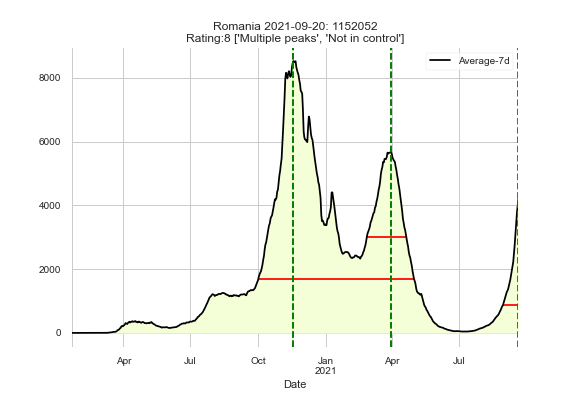 Romania 2021-09-20: 1152052
Rating:8 ['Multiple peaks', 'Not in control']
Average-7d
8000
6000
4000
2000
0
Apr Jul Oct Jan Apr Jul
2021
Date